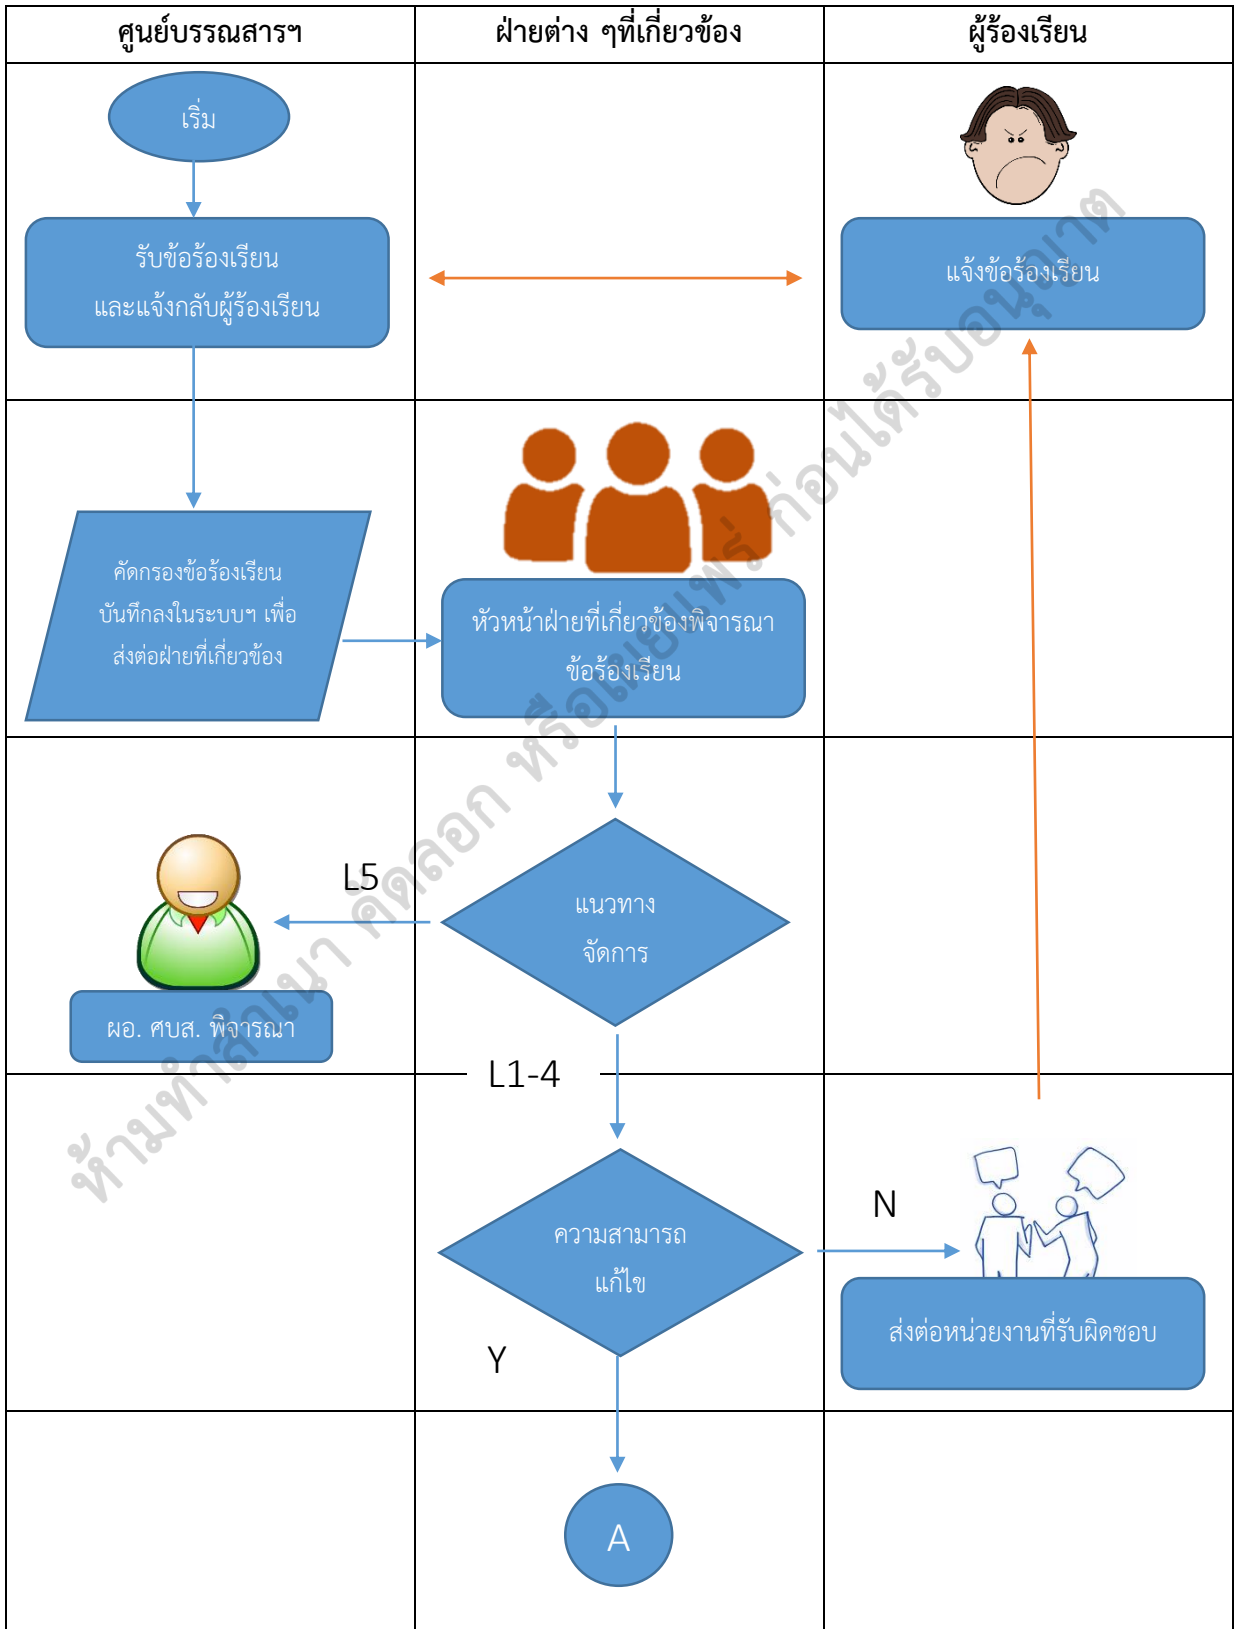 ศูนย์บรรณสารฯ
ฝ่ายต่าง ๆที่เกี่ยวข้อง
ผู้ร้องเรียน
เริ่ม
รับข้อร้องเรียน
และแจ้งกลับผู้ร้องเรียน
แจ้งข้อร้องเรียน
คัดกรองข้อร้องเรียน
บันทึกลงในระบบฯ เพื่อ
ส่งต่อฝ่ายที่เกี่ยวข้อง
หัวหน้าฝ่ายที่เกี่ยวข้องพิจารณา
ข้อร้องเรียน
L5
แนวทาง
จัดการ
ผอ. ศบส. พิจารณา
L1-4
ความสามารถ
แก้ไข
N
ส่งต่อหน่วยงานที่รับผิดชอบ
Y
A
ห้ามทำสำเนา คัดลอก หรือเผยแพร่ ก่อนได้รับอนุญาต